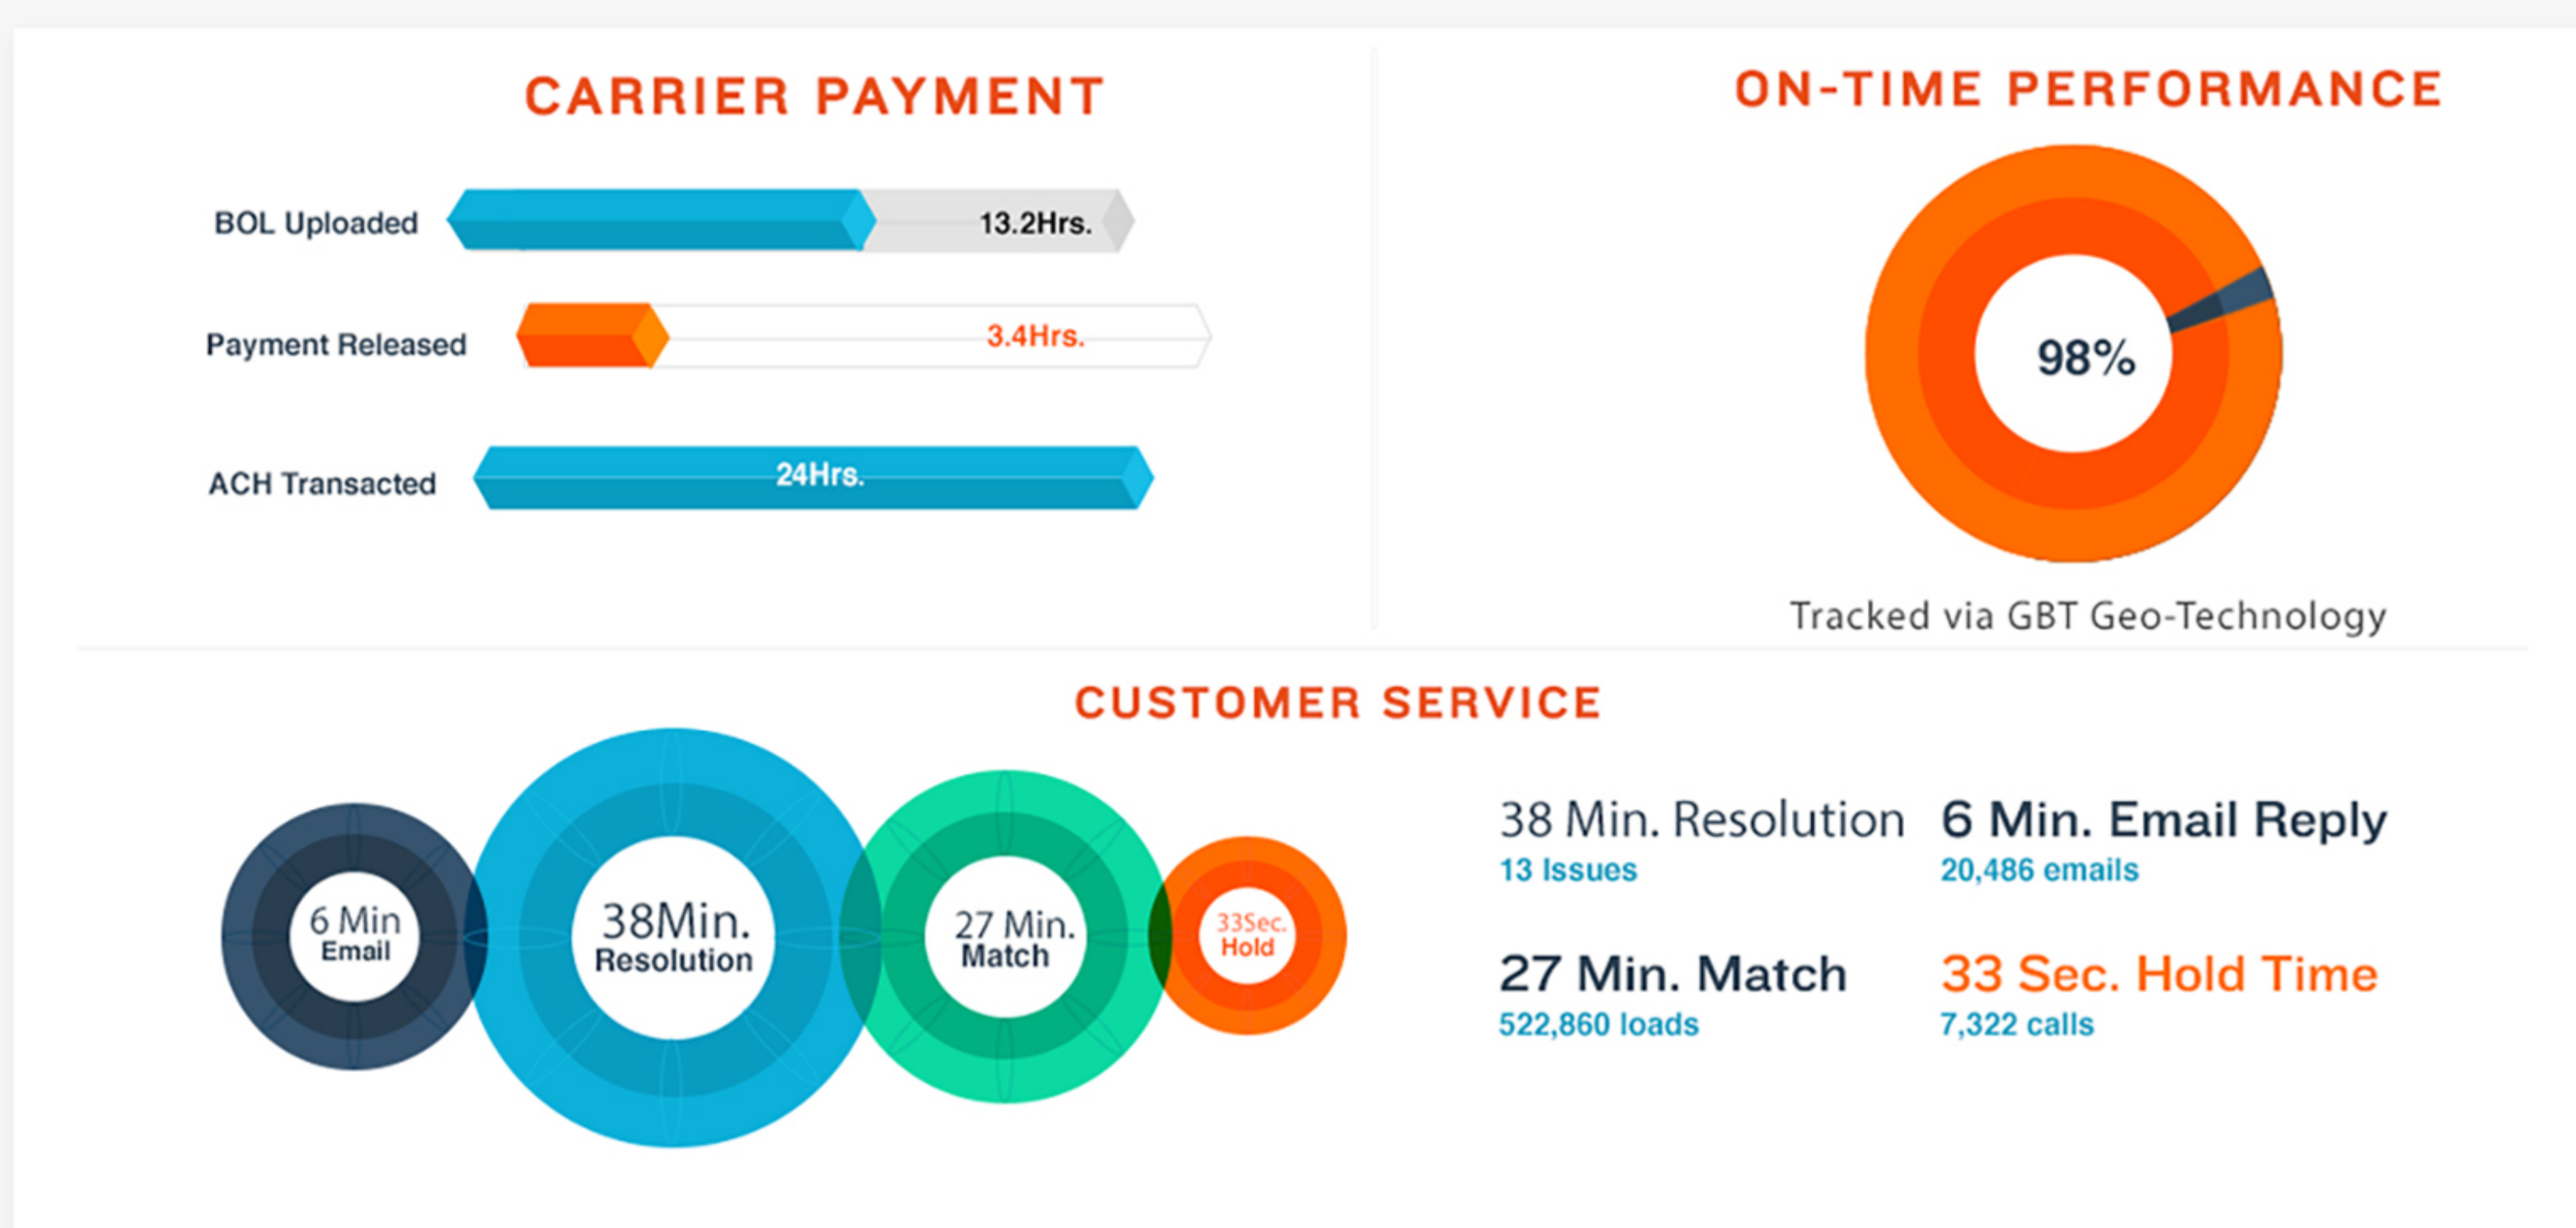 CARRIER PAYMENT
BOL Uploaded
13.2Hrs.
Payment Released
3.4Hrs.
ACH Transacted
24Hrs.
ON-TIME PERFORMANCE
98%
Tracked via GBT Geo-Technology
CUSTOMER SERVICE
6 Min
Email
38Min.
Resolution
27 Min.
Match
33Sec.
Hold
38 Min. Resolution
13 Issues
6 Min. Email Reply
20,486 emails
27 Min. Match
522,860 loads
33 Sec. Hold Time
7,322 calls